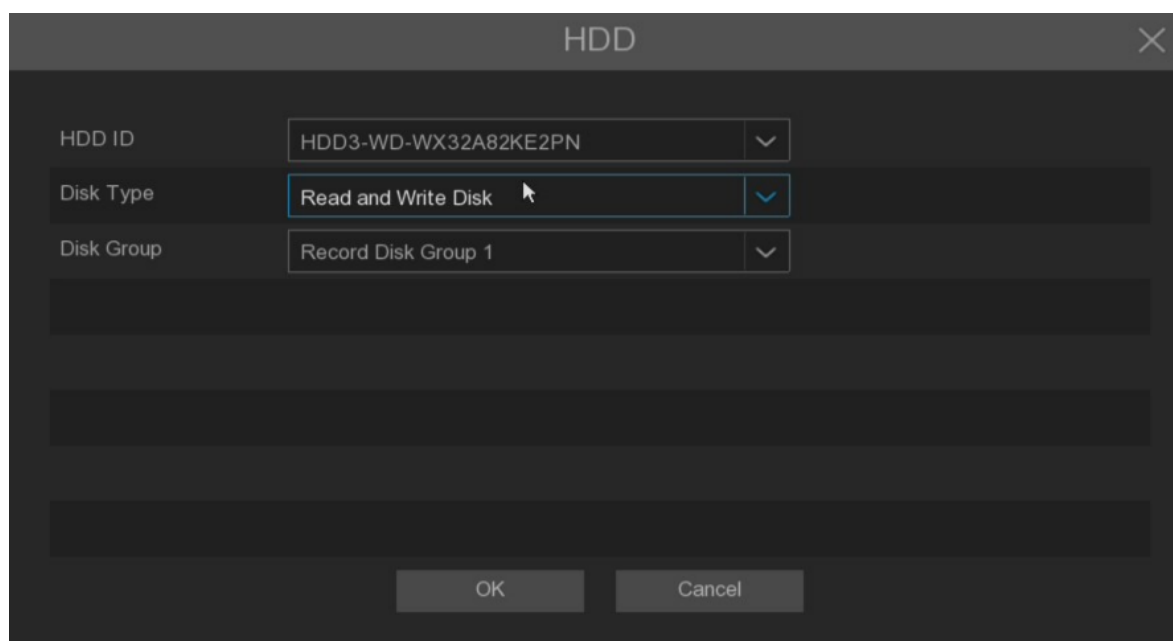 HDD
HDD ID
HDD3-WD-WX32A82KE2PN
Disk Type
Read and Write Disk
Disk Group
Record Disk Group 1
OK
Cancel